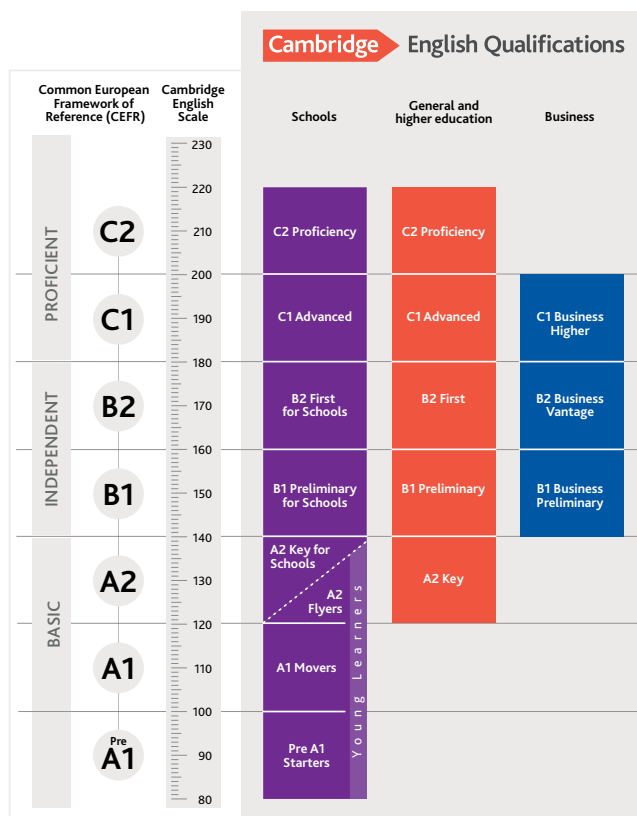 Cambridge English Qualifications
Common European
Framework of
Reference (CEFR)
Cambridge
English
Scale
Schools
General and
higher education
Business
230
220
210
200
190
180
170
160
150
140
130
120
110
100
90
80
PROFICIENT
INDEPENDENT
BASIC
C2
C1
B2
B1
A2
A1
Pre
A1
C2 Proficiency
C2 Proficiency
C1 Advanced
C1 Advanced
C1 Business
Higher
B2 First
for Schools
B2 First
B2 Business
Vantage
B1 Preliminary
for Schools
B1 Preliminary
B1 Business
Preliminary
A2 Key for
Schools
A2
Flyers
A2 Key
A1 Movers
Pre A1
Starters
Young Learners